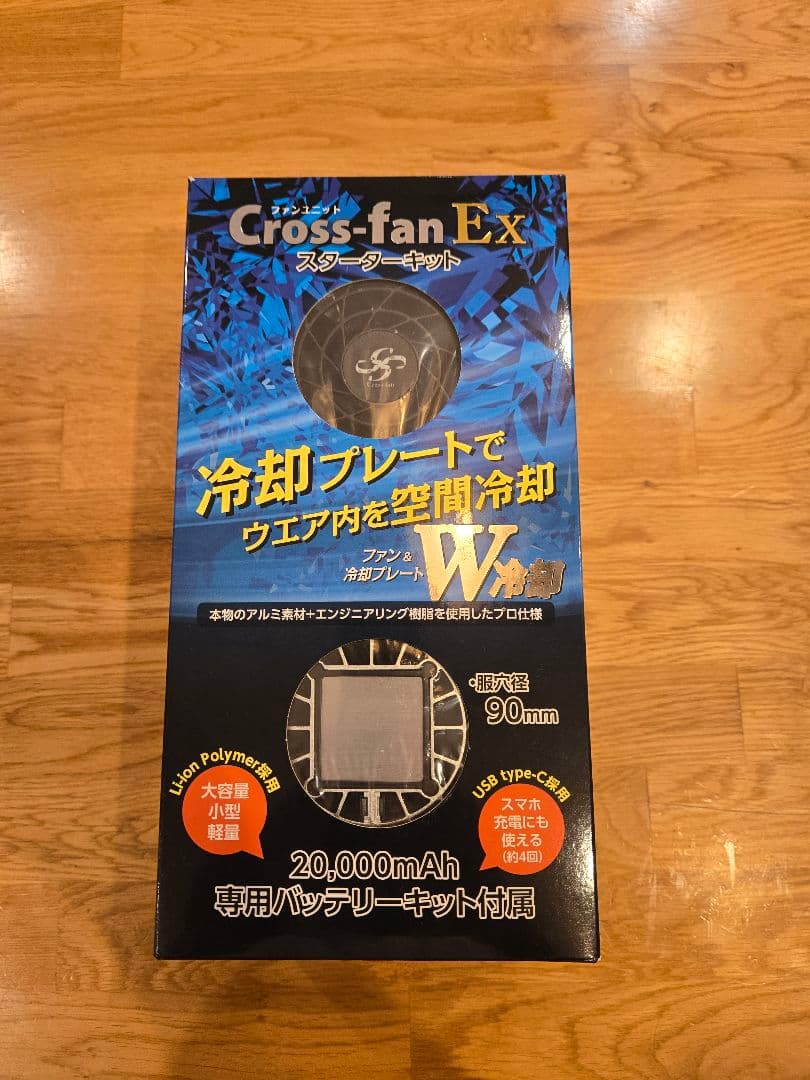 ファンユニット
Cross-fan Ex
スターターキット
Cross-fan
冷却プレートで
ウエア内を空間冷却
ファン&
冷却プレート
W冷却
本物のアルミ素材+エンジニアリング樹脂を使用したプロ仕様
・服穴径
90mm
Li-ion Polymer採用
大容量
小型
軽量
USB type-C採用
スマホ
充電にも
使える
(約4回)
20,000mAh
専用バッテリーキット付属